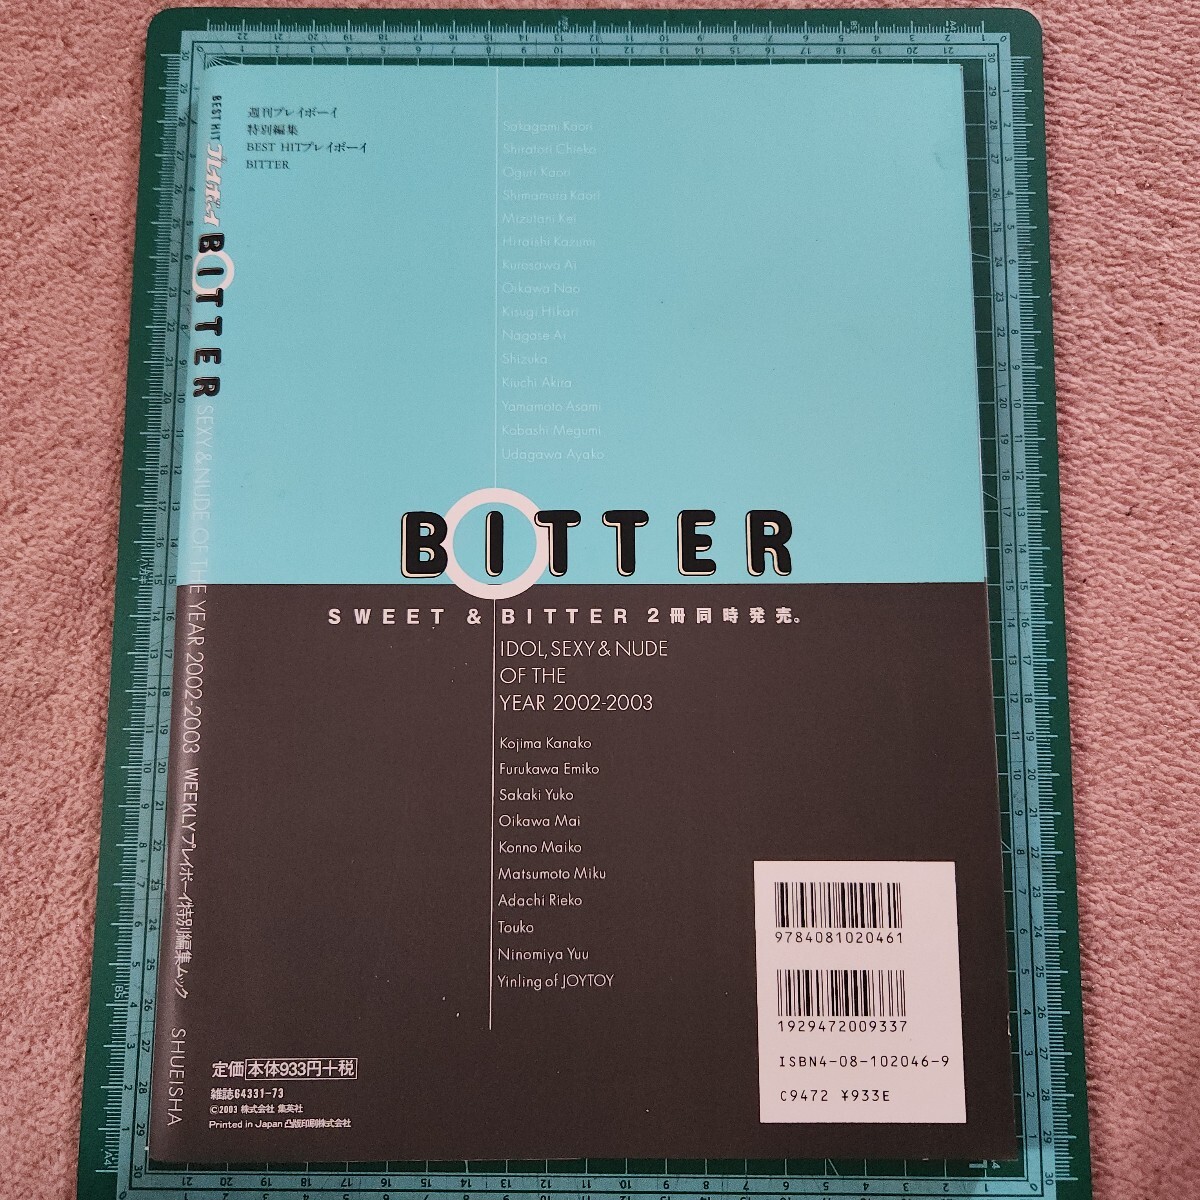 BEST HIT プレイボーイ BITTER SEXY & NUDE OF THE YEAR 2002-2003 WEEKLYプレイボーイ特別編集ムック SHUEISHA
週刊プレイボーイ
特別編集
BEST HITプレイボーイ
BITTER
Sakagami Kaori
Shiratori Chieko
Oguri Kaori
Shimamura Kaori
Mizutani Kei
Hiraishi Kazumi
Kurosawa Ai
Oikawa Nao
Kisugi Hikari
Nagase Ai
Shizuka
Kiuchi Akira
Yamamoto Asami
Kobashi Megumi
Udagawa Ayako
BITTER
SWEET & BITTER 2冊同時発売。
IDOL, SEXY & NUDE
OF THE
YEAR 2002-2003
Kojima Kanako
Furukawa Emiko
Sakaki Yuko
Oikawa Mai
Konno Maiko
Matsumoto Miku
Adachi Rieko
Touko
Ninomiya Yuu
Yinling of JOYTOY
9784081020461
1929472009337
ISBN4-08-102046-9
C9472 ¥933E
定価 本体933円+税
雑誌64331-73
©2003 株式会社 集英社
Printed in Japan 凸版印刷株式会社